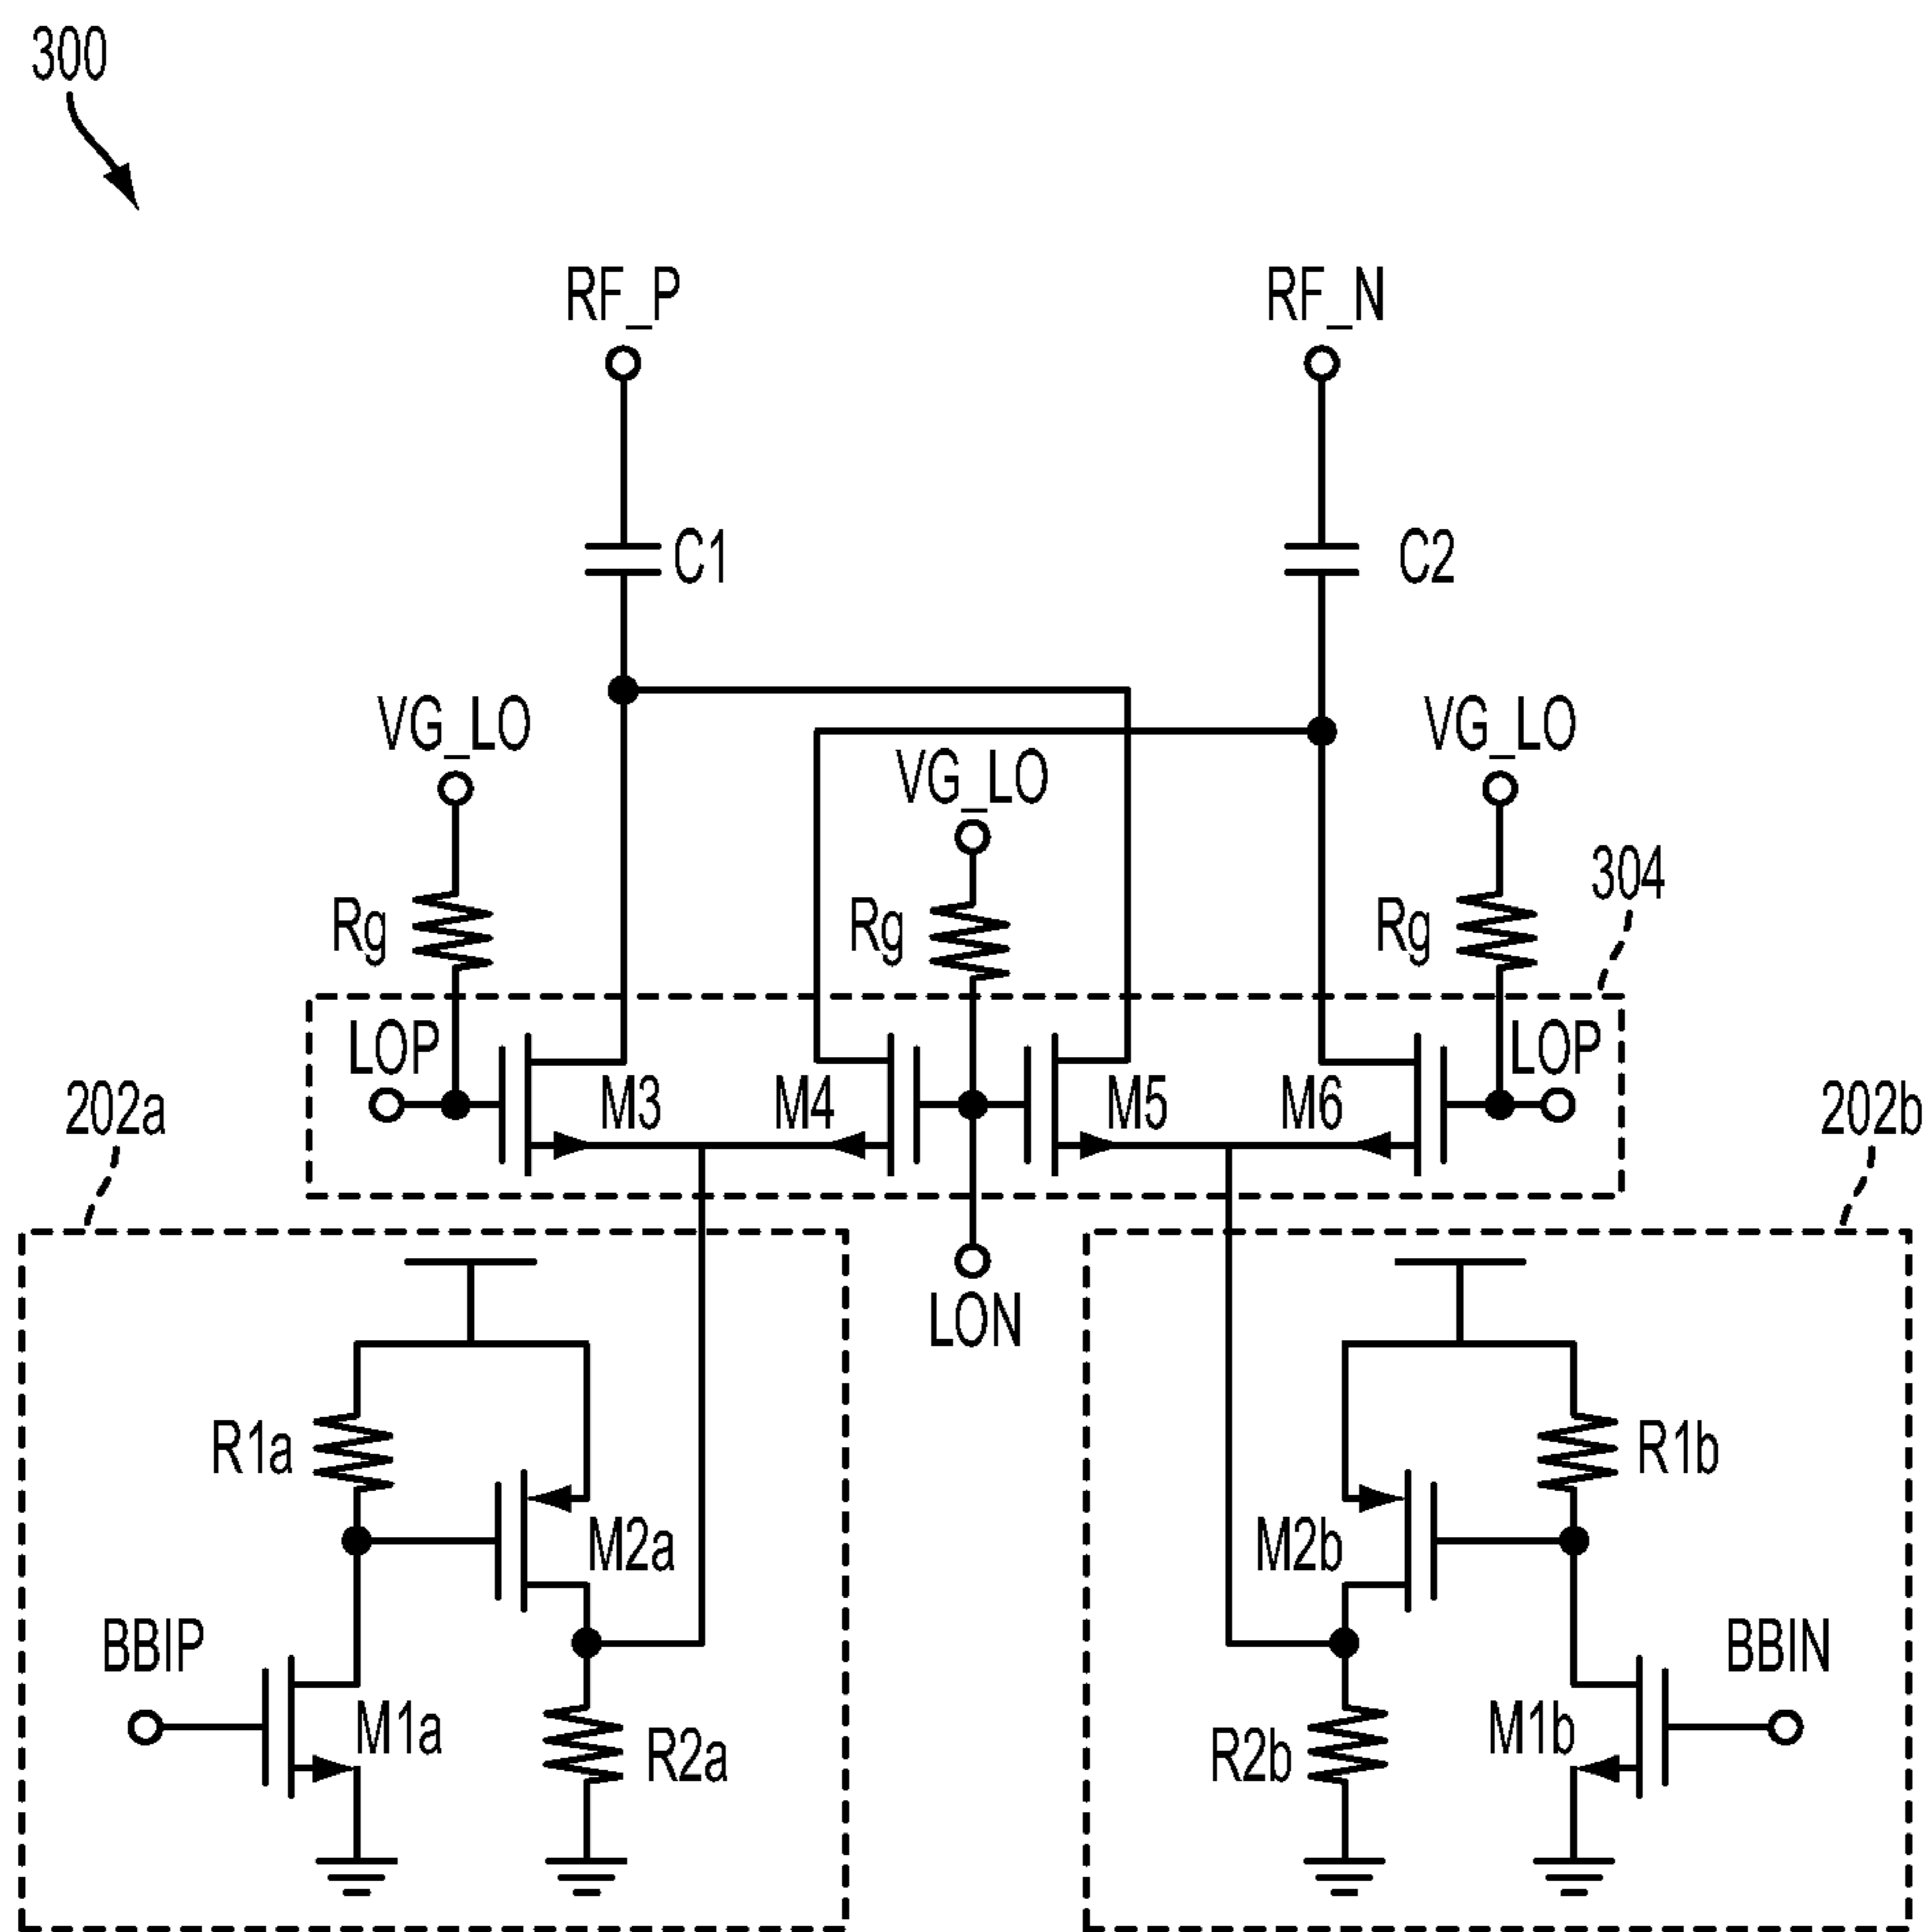 300
RF_P
RF_N
C1
C2
VG_LO
VG_LO
VG_LO
304
Rg
Rg
Rg
LOP
LOP
M3
M4
M5
M6
202a
202b
LON
R1a
R1b
M2a
M2b
BBIP
BBIN
M1a
R2a
R2b
M1b